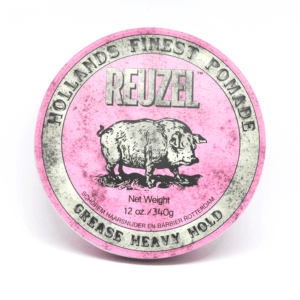 HOLLANDS FINEST POMADE
REUZEL
Net Weight
12 oz./340g
SCHOREM HAARSNIJDER EN BARBIER ROTTERDAM
GREASE HEAVY HOLD